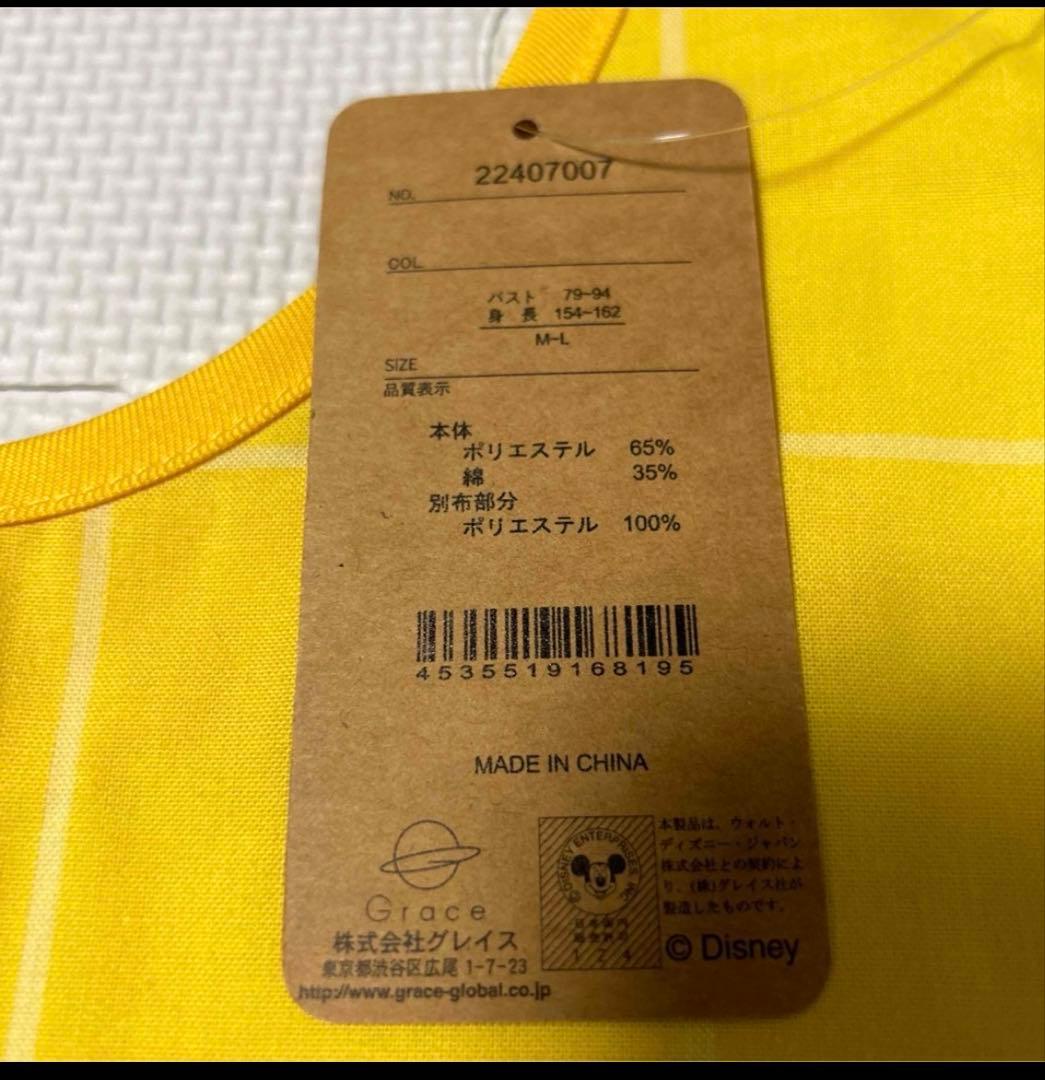 22407007
NO.
COL.
バスト 79~94
身 長 154~162
M-L
SIZE
品質表示
本体
ポリエステル 65%
綿 35%
別布部分
ポリエステル 100%
4535519168195
MADE IN CHINA
Grace
株式会社グレイス
東京都渋谷区広尾 1-7-23
http://www.grace-global.co.jp
©DISNEY ENTERPRISES, INC.
124
本製品は、ウォルト・
ディズニー・ジャパン
株式会社との契約によ
り、(株)グレイス社が
製造したものです。
© Disney